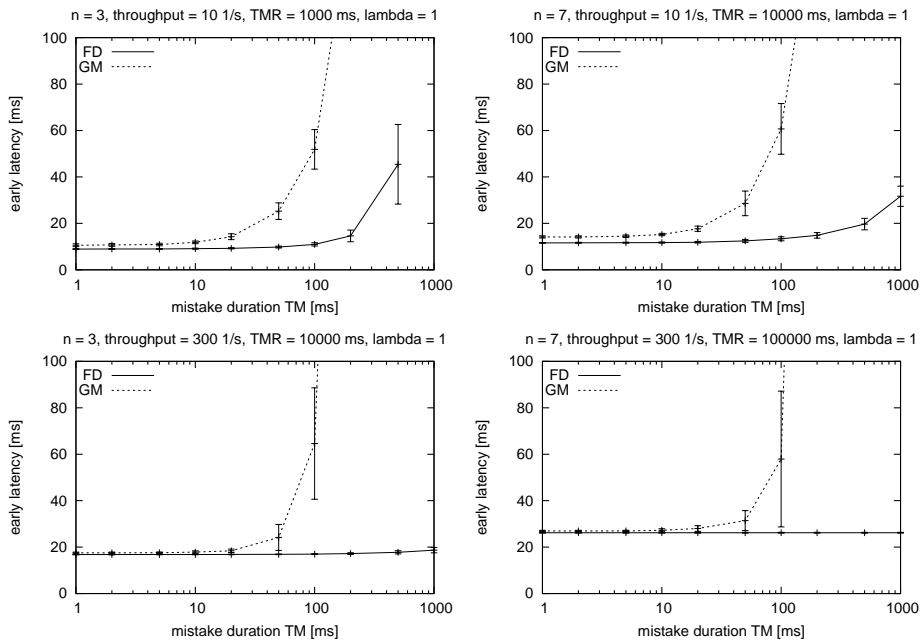 n = 3, throughput = 10 1/s, TMR = 1000 ms, lambda = 1
100
80
60
40
20
0
early latency [ms]
FD
GM
1 10 100 1000
mistake duration TM [ms]
n = 7, throughput = 10 1/s, TMR = 10000 ms, lambda = 1
100
80
60
40
20
0
early latency [ms]
FD
GM
1 10 100 1000
mistake duration TM [ms]
n = 3, throughput = 300 1/s, TMR = 10000 ms, lambda = 1
100
80
60
40
20
0
early latency [ms]
FD
GM
1 10 100 1000
mistake duration TM [ms]
n = 7, throughput = 300 1/s, TMR = 100000 ms, lambda = 1
100
80
60
40
20
0
early latency [ms]
FD
GM
1 10 100 1000
mistake duration TM [ms]